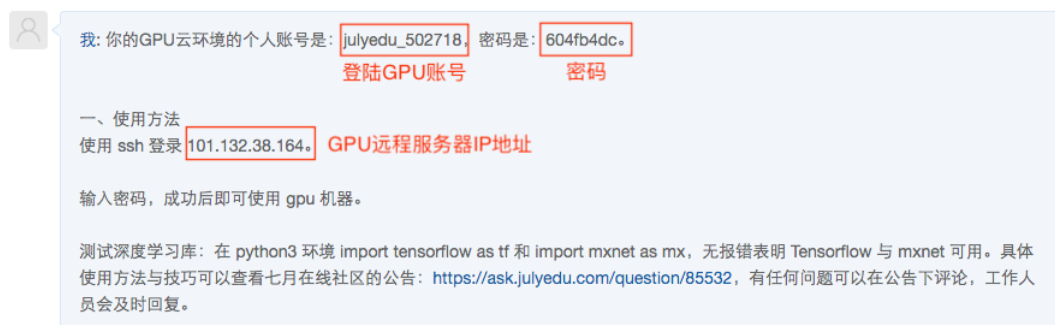 我: 你的GPU云环境的个人账号是：julyedu_502718，密码是：604fb4dc。
登陆GPU账号 密码
一、使用方法
使用 ssh 登录 101.132.38.164。 GPU远程服务器IP地址
输入密码，成功后即可使用 gpu 机器。
测试深度学习库：在 python3 环境 import tensorflow as tf 和 import mxnet as mx，无报错表明 Tensorflow 与 mxnet 可用。具体
使用方法与技巧可以查看七月在线社区的公告：https://ask.julyedu.com/question/85532，有任何问题可以在公告下评论，工作人
员会及时回复。